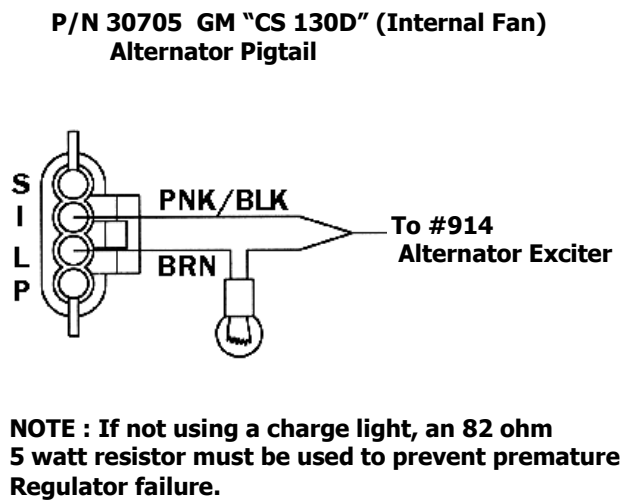 P/N 30705 GM “CS 130D” (Internal Fan)
Alternator Pigtail
S
I
L
P
PNK/BLK
BRN
To #914
Alternator Exciter
NOTE : If not using a charge light, an 82 ohm
5 watt resistor must be used to prevent premature
Regulator failure.